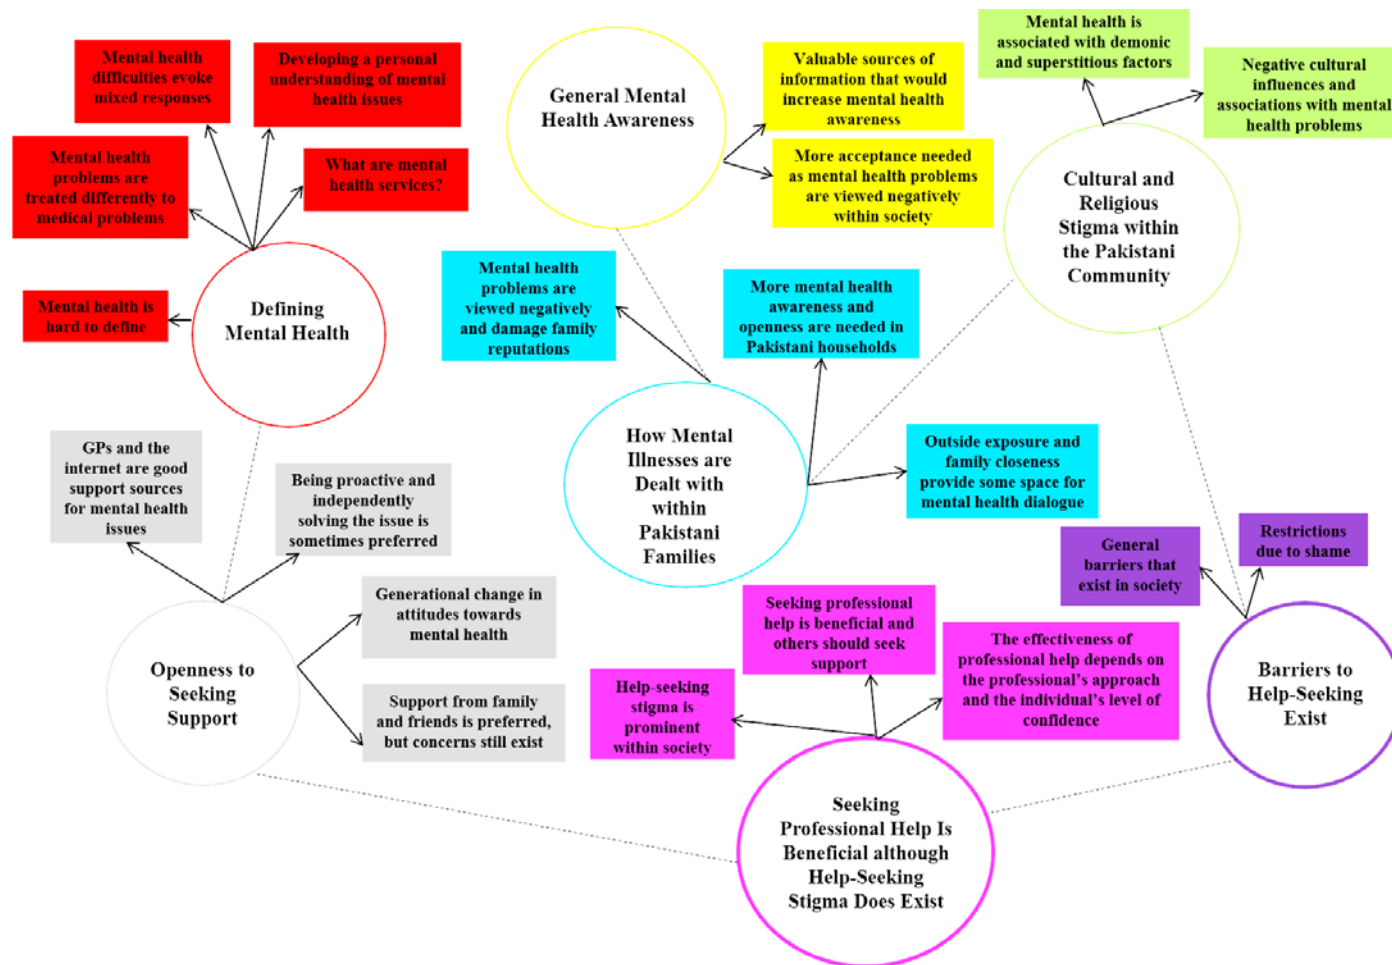 Mental health
difficulties evoke
mixed responses
Developing a personal
understanding of mental
health issues
Mental health
problems are
treated differently to
medical problems
What are mental
health services?
Mental health is
hard to define
Defining
Mental Health
General Mental
Health Awareness
Valuable sources of
information that would
increase mental health
awareness
More acceptance needed
as mental health problems
are viewed negatively
within society
Mental health is
associated with demonic
and superstitious factors
Negative cultural
influences and
associations with mental
health problems
Cultural and
Religious
Stigma within
the Pakistani
Community
Mental health
problems are
viewed negatively
and damage family
reputations
More mental health
awareness and
openness are needed in
Pakistani households
How Mental
Illnesses are
Dealt with
within
Pakistani
Families
Outside exposure and
family closeness
provide some space for
mental health dialogue
GPs and the
internet are good
support sources
for mental health
issues
Being proactive and
independently
solving the issue is
sometimes preferred
Generational change in
attitudes towards
mental health
Support from family
and friends is preferred,
but concerns still exist
Openness to
Seeking
Support
General
barriers that
exist in society
Restrictions
due to shame
Barriers to
Help-Seeking
Exist
Seeking professional
help is beneficial and
others should seek
support
Help-seeking
stigma is
prominent
within society
The effectiveness of
professional help depends on
the professional's approach
and the individual's level of
confidence
Seeking
Professional Help Is
Beneficial although
Help-Seeking
Stigma Does Exist